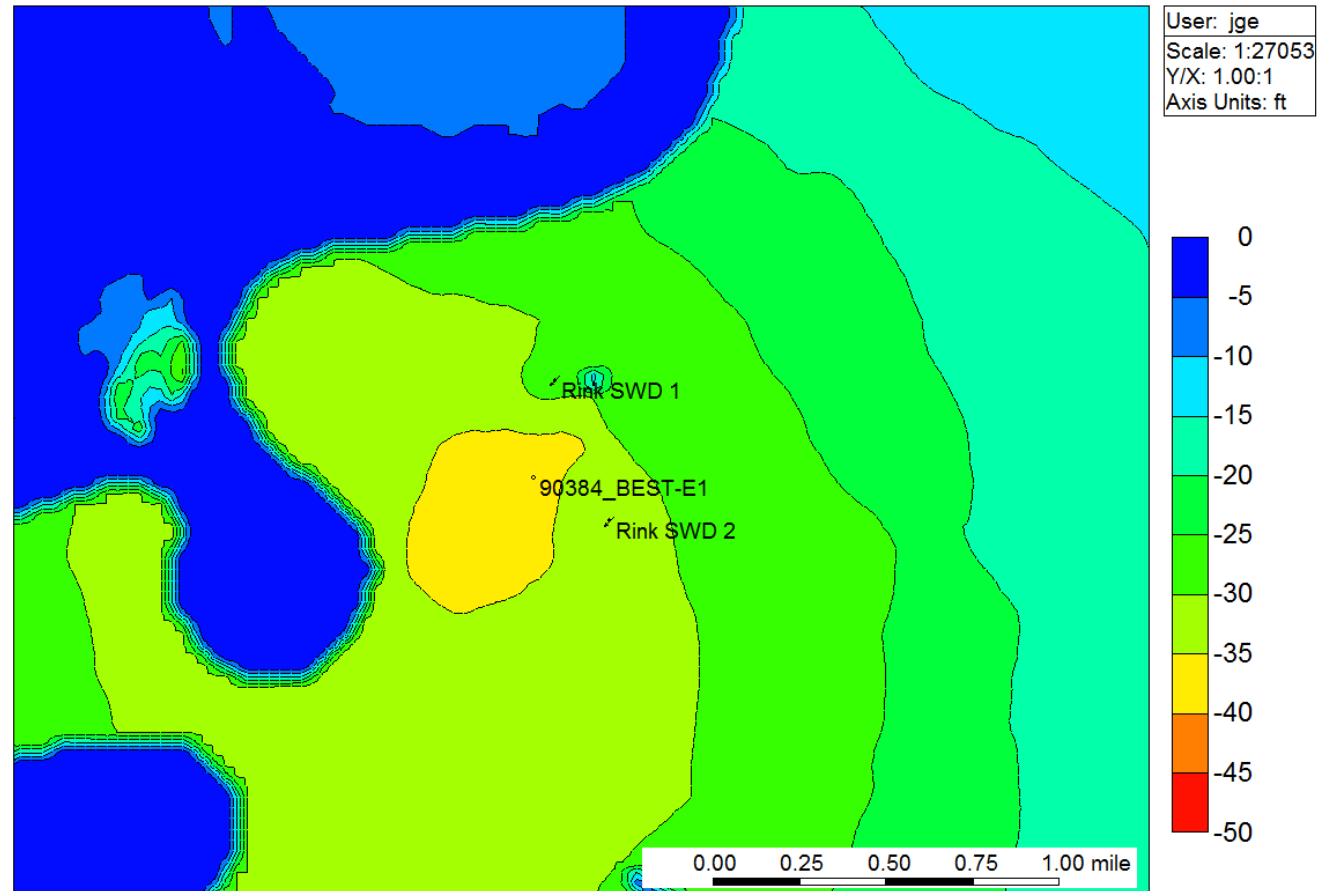 User: jge
Scale: 1:27053
Y/X: 1.00:1
Axis Units: ft
0
-5
-10
-15
-20
-25
-30
-35
-40
-45
-50
Rink SWD 1
90384_BEST-E1
Rink SWD 2
0.00 0.25 0.50 0.75 1.00 mile